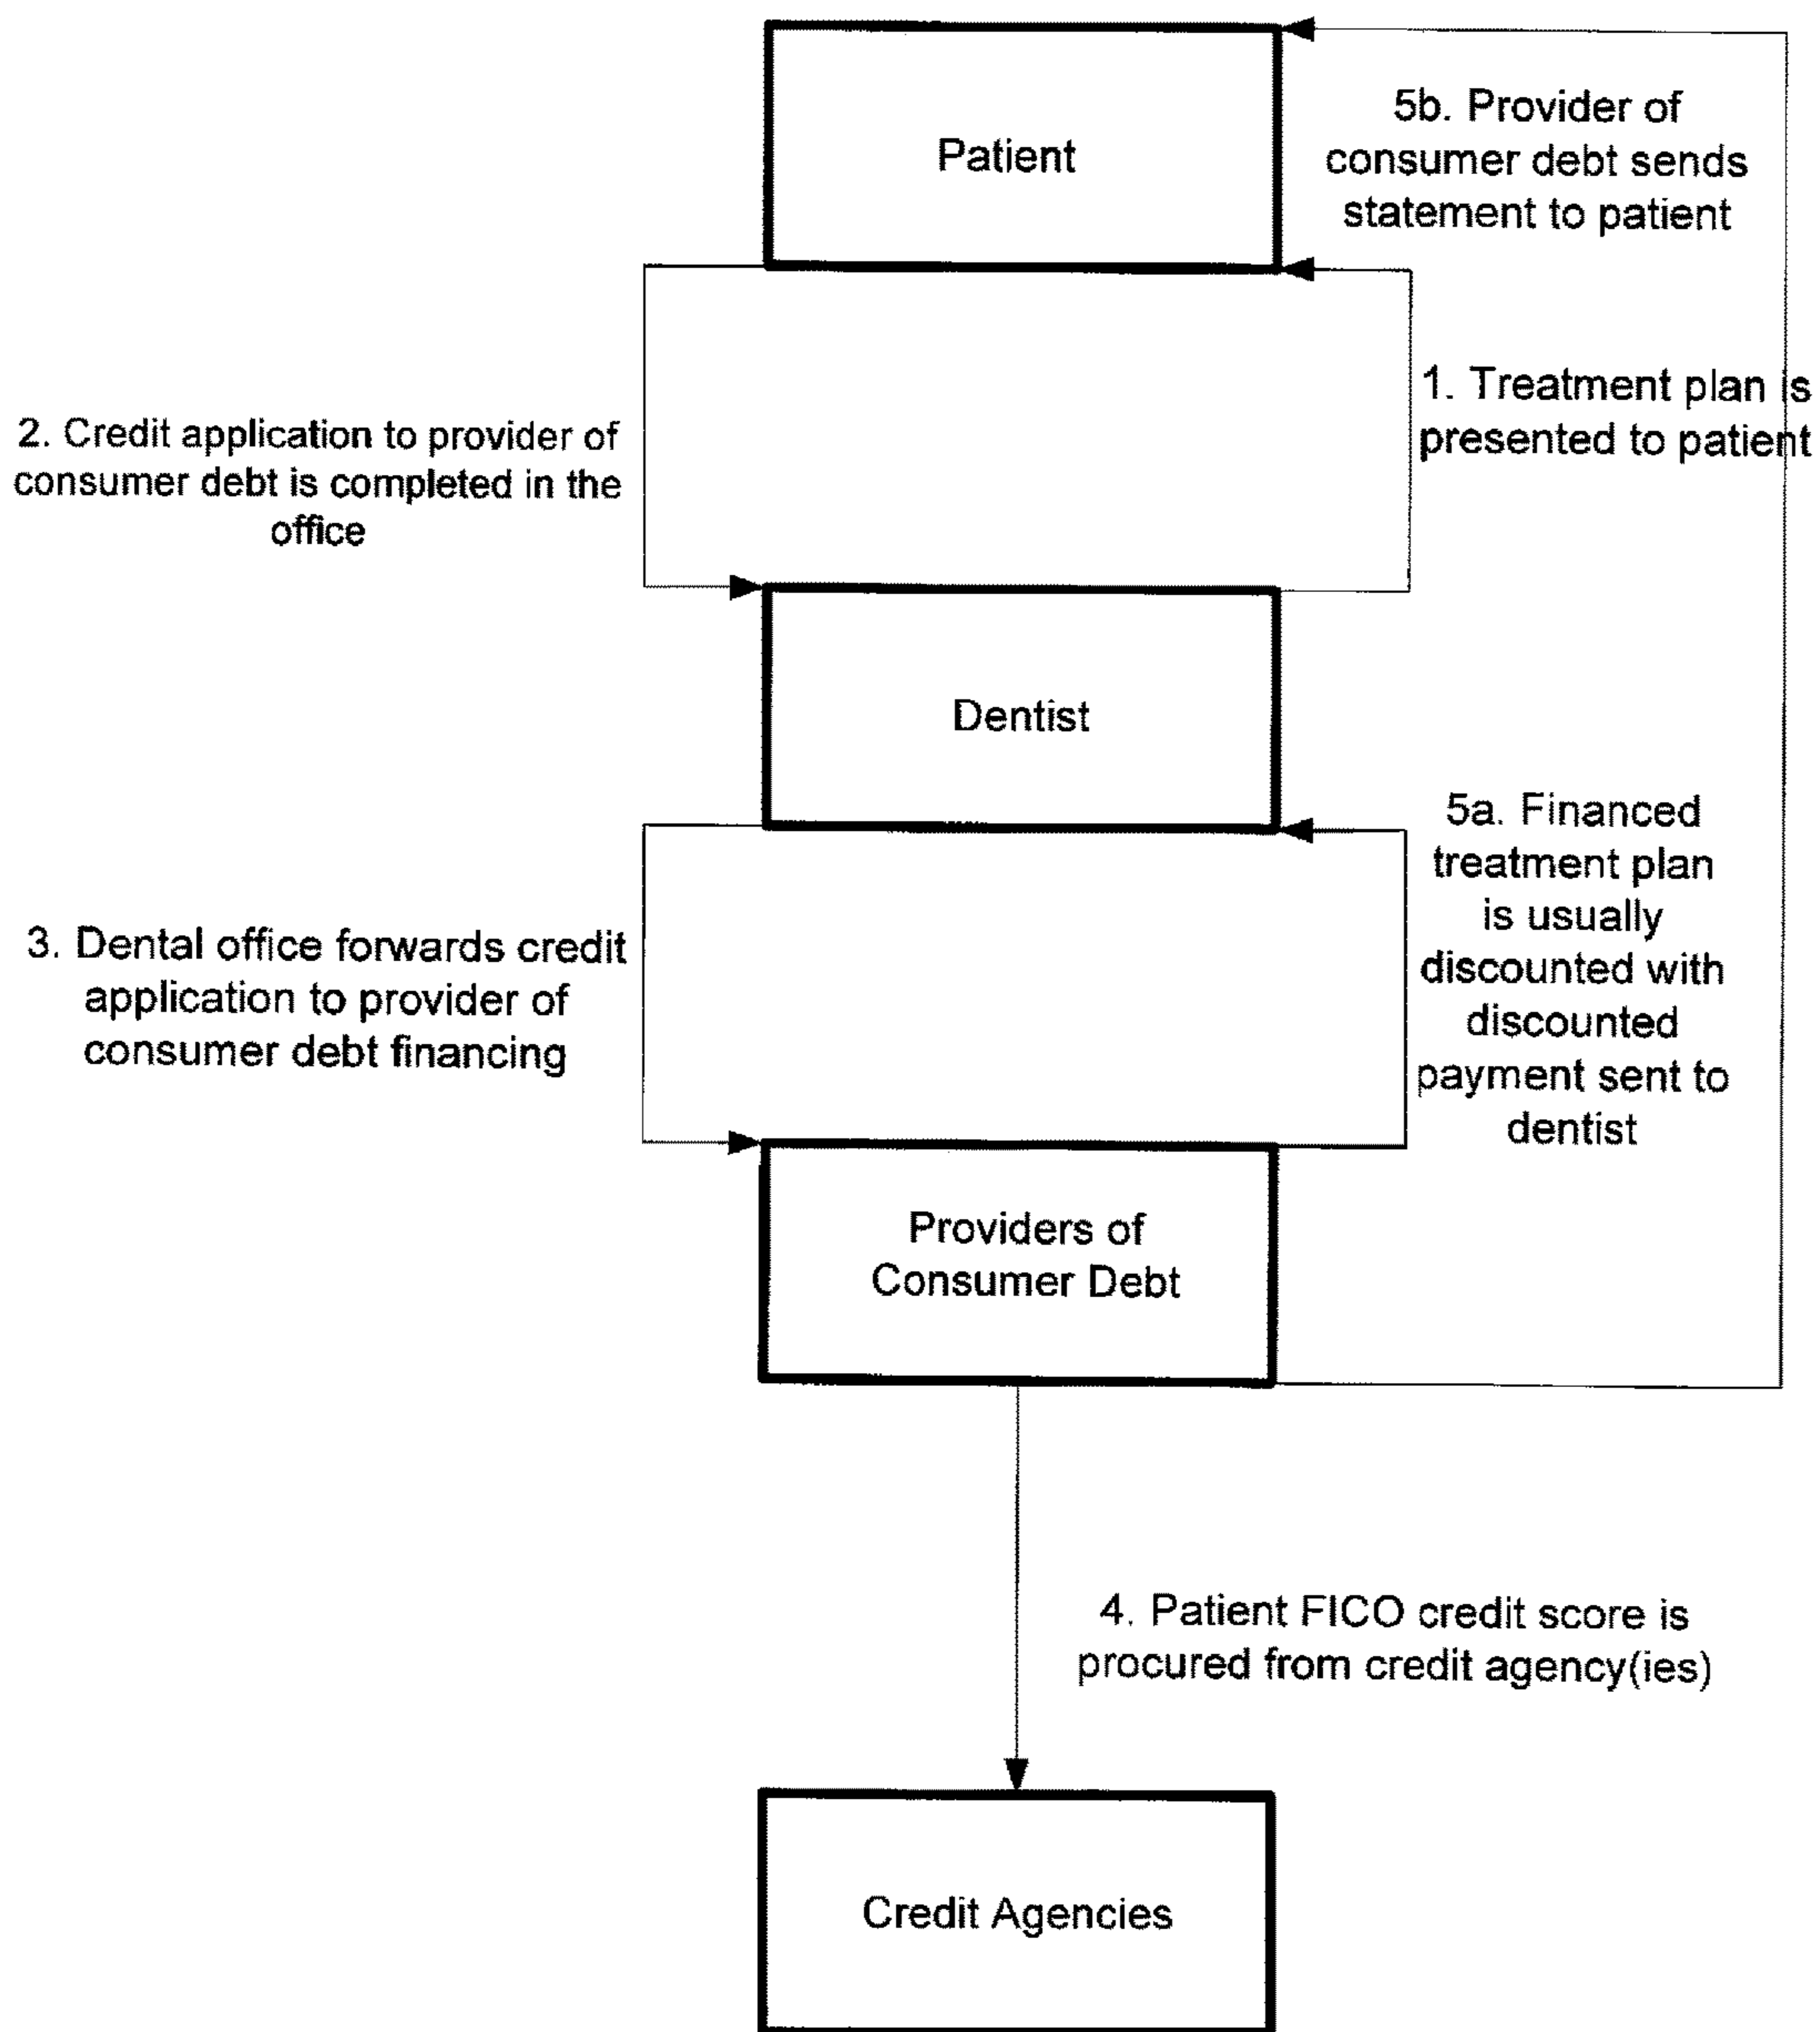 Patient
5b. Provider of
consumer debt sends
statement to patient
1. Treatment plan is
presented to patient
2. Credit application to provider of
consumer debt is completed in the
office
Dentist
5a. Financed
treatment plan
is usually
discounted with
discounted
payment sent to
dentist
3. Dental office forwards credit
application to provider of
consumer debt financing
Providers of
Consumer Debt
4. Patient FICO credit score is
procured from credit agency(ies)
Credit Agencies